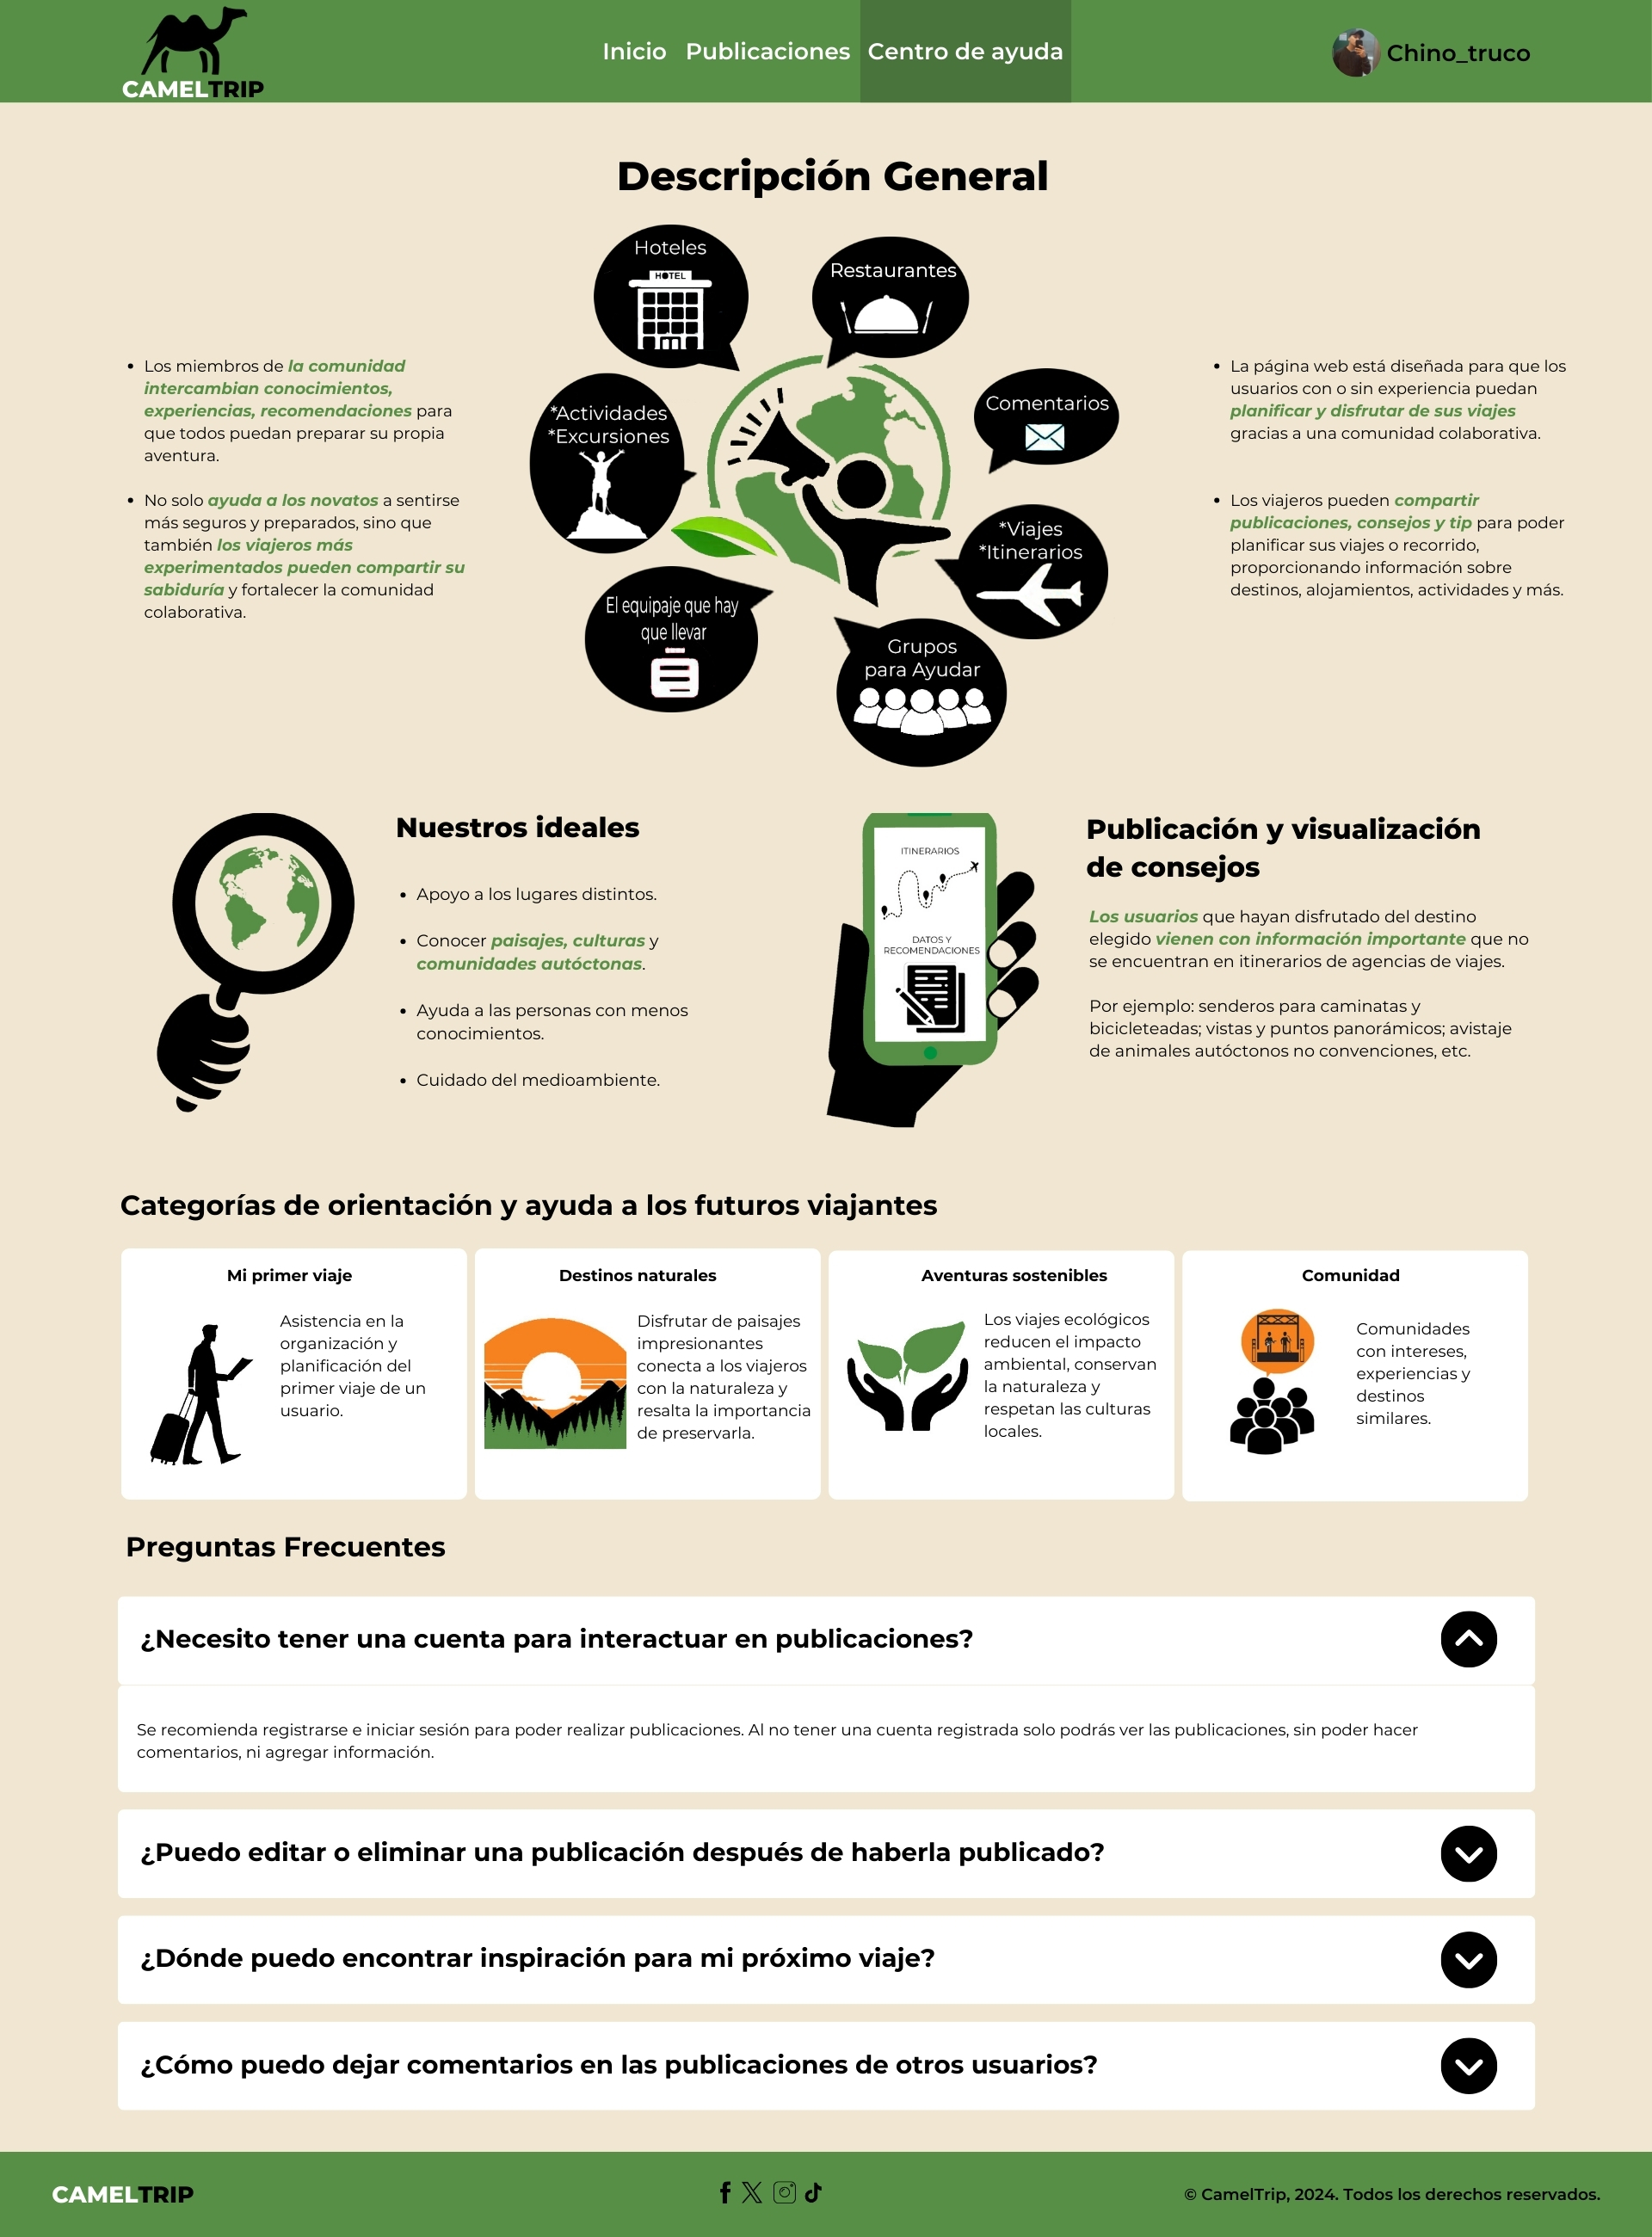 CAMELTRIP
Inicio
Publicaciones
Centro de ayuda
Chino_truco
Descripción General
Hoteles
HOTEL
Restaurantes
*Actividades
*Excursiones
Comentarios
*Viajes
*Itinerarios
El equipaje que hay
que llevar
Grupos
para Ayudar
Los miembros de la comunidad
intercambian conocimientos,
experiencias, recomendaciones para
que todos puedan preparar su propia
aventura.
No solo ayuda a los novatos a sentirse
más seguros y preparados, sino que
también los viajeros más
experimentados pueden compartir su
sabiduría y fortalecer la comunidad
colaborativa.
La página web está diseñada para que los
usuarios con o sin experiencia puedan
planificar y disfrutar de sus viajes
gracias a una comunidad colaborativa.
Los viajeros pueden compartir
publicaciones, consejos y tip para poder
planificar sus viajes o recorrido,
proporcionando información sobre
destinos, alojamientos, actividades y más.
Nuestros ideales
Apoyo a los lugares distintos.
Conocer paisajes, culturas y
comunidades autóctonas.
Ayuda a las personas con menos
conocimientos.
Cuidado del medioambiente.
ITINERARIOS
DATOS Y
RECOMENDACIONES
Publicación y visualización
de consejos
Los usuarios que hayan disfrutado del destino
elegido vienen con información importante que no
se encuentran en itinerarios de agencias de viajes.
Por ejemplo: senderos para caminatas y
bicicleteadas; vistas y puntos panorámicos; avistaje
de animales autóctonos no convenciones, etc.
Categorías de orientación y ayuda a los futuros viajantes
Mi primer viaje
Asistencia en la
organización y
planificación del
primer viaje de un
usuario.
Destinos naturales
Disfrutar de paisajes
impresionantes
conecta a los viajeros
con la naturaleza y
resalta la importancia
de preservarla.
Aventuras sostenibles
Los viajes ecológicos
reducen el impacto
ambiental, conservan
la naturaleza y
respetan las culturas
locales.
Comunidad
Comunidades
con intereses,
experiencias y
destinos
similares.
Preguntas Frecuentes
¿Necesito tener una cuenta para interactuar en publicaciones?
Se recomienda registrarse e iniciar sesión para poder realizar publicaciones. Al no tener una cuenta registrada solo podrás ver las publicaciones, sin poder hacer
comentarios, ni agregar información.
¿Puedo editar o eliminar una publicación después de haberla publicado?
¿Dónde puedo encontrar inspiración para mi próximo viaje?
¿Cómo puedo dejar comentarios en las publicaciones de otros usuarios?
CAMELTRIP
© CamelTrip, 2024. Todos los derechos reservados.